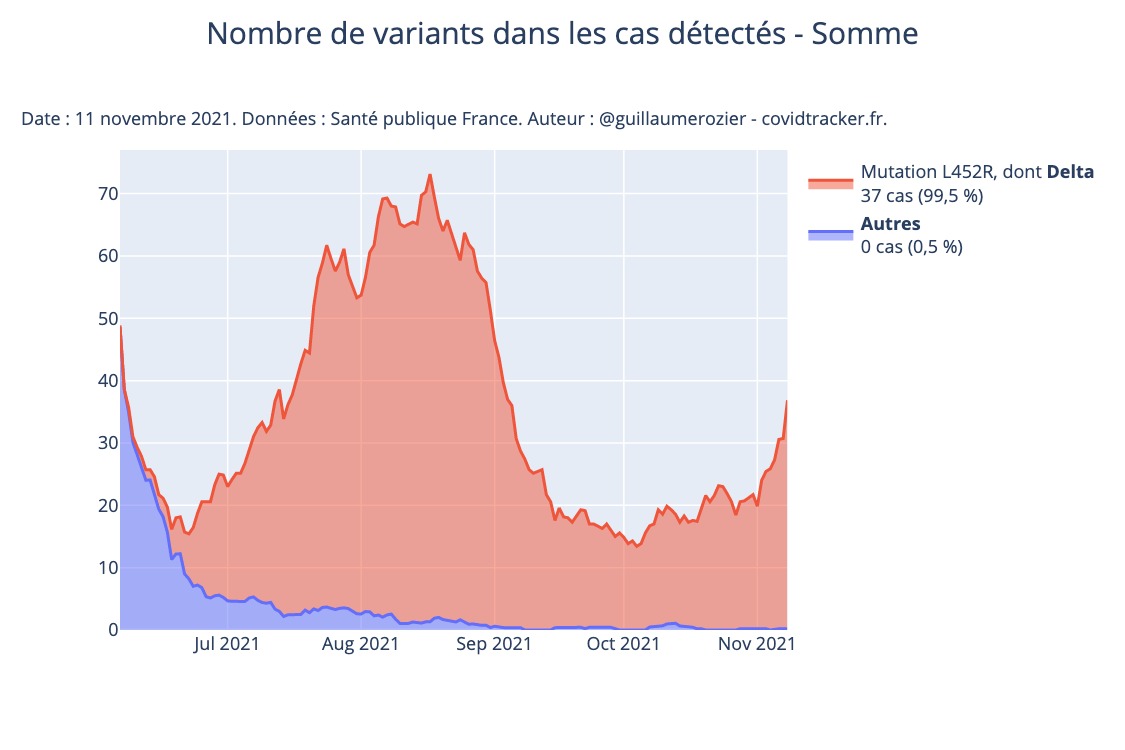 Nombre de variants dans les cas détectés - Somme
Date : 11 novembre 2021. Données : Santé publique France. Auteur : @guillaumerozier - covidtracker.fr.
Mutation L452R, dont Delta
37 cas (99,5 %)
Autres
0 cas (0,5 %)
70
60
50
40
30
20
10
0
Jul 2021 Aug 2021 Sep 2021 Oct 2021 Nov 2021